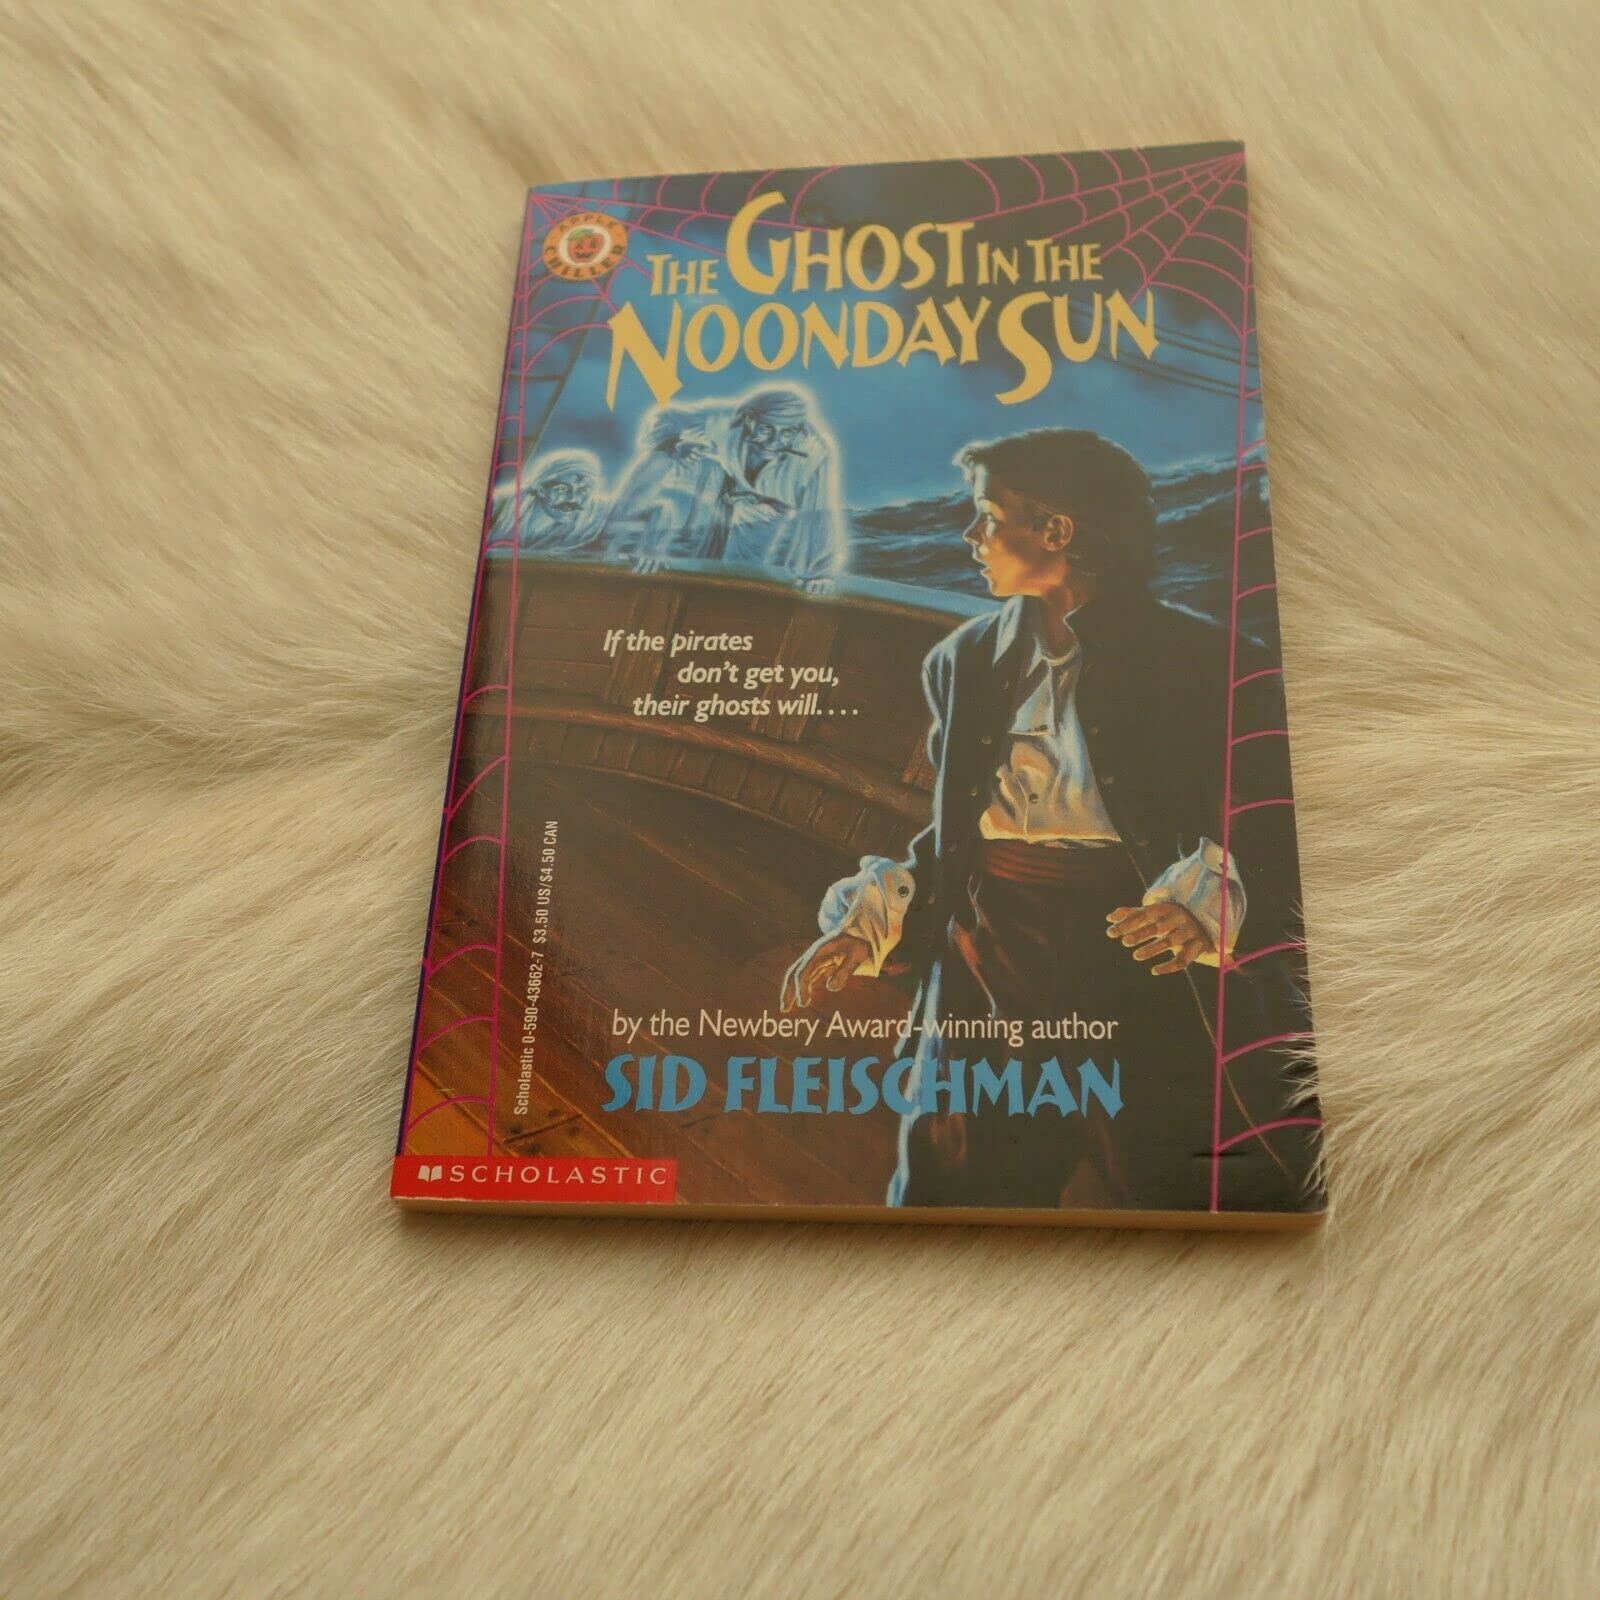 APPLE
CHILLER
THE GHOST IN THE
NOONDAY SUN
If the pirates
don't get you,
their ghosts will....
Scholastic 0-590-43662-7 $3.50 US/$4.50 CAN
by the Newbery Award-winning author
SID FLEISCHMAN
SCHOLASTIC